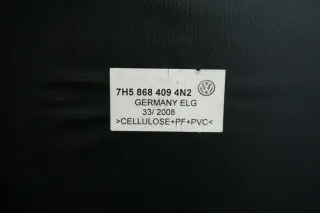 7H5 868 409 4N2
GERMANY ELG
33/ 2008
>CELLULOSE+PF+PVC<